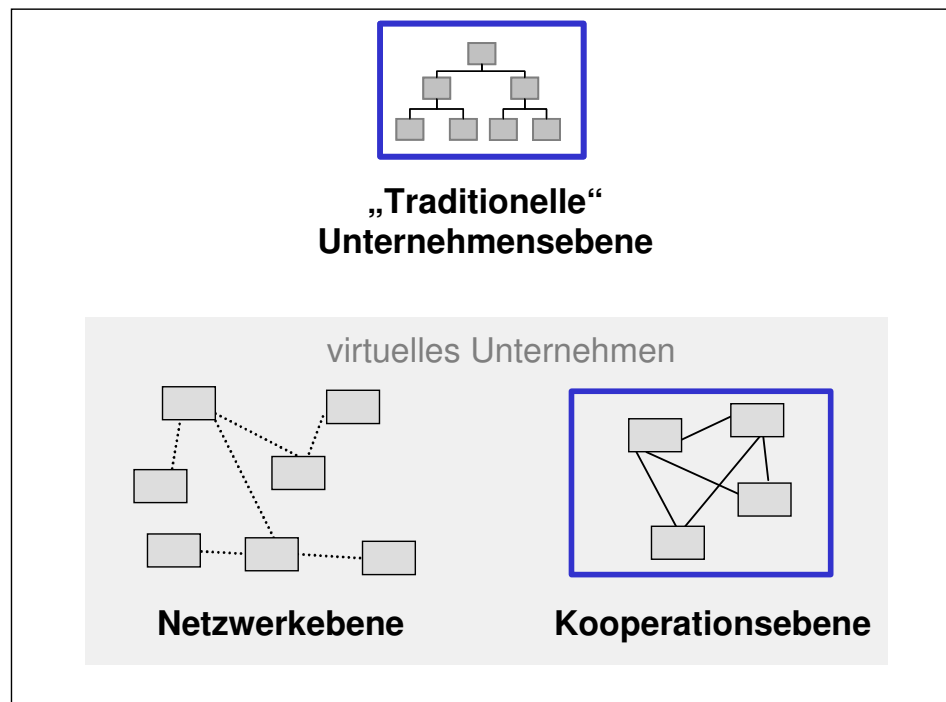 „Traditionelle“
Unternehmensebene
virtuelles Unternehmen
Netzwerkebene
Kooperationsebene